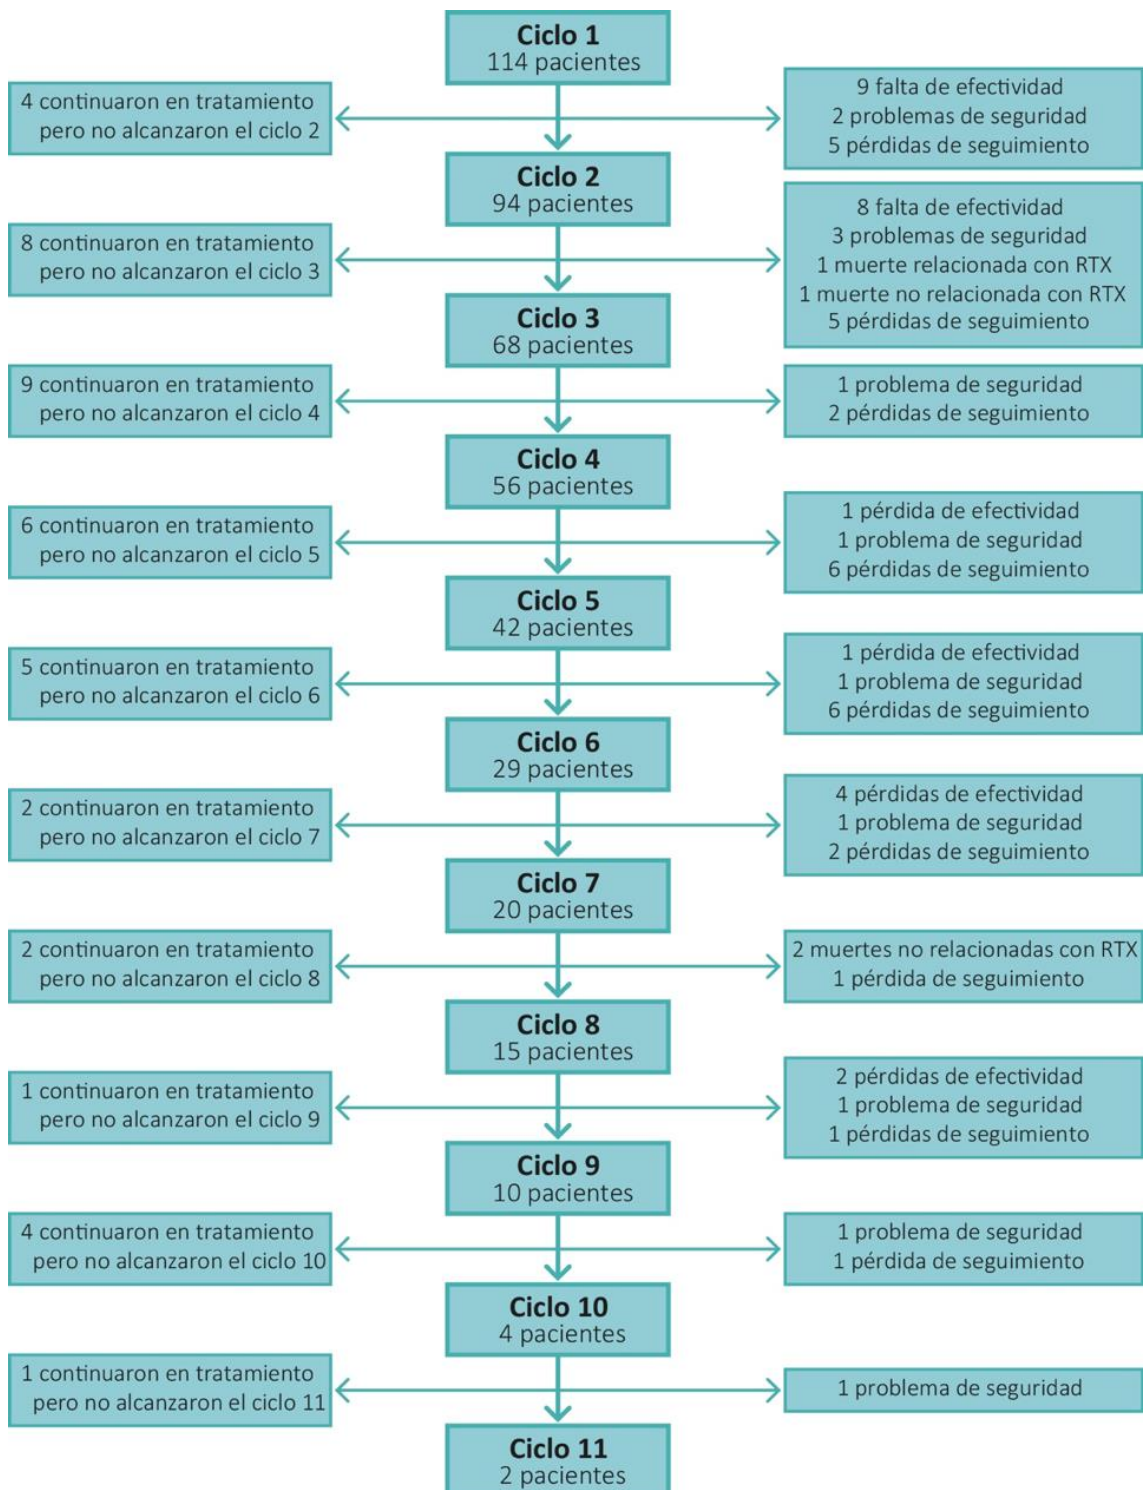 Ciclo 1
114 pacientes
4 continuaron en tratamiento
pero no alcanzaron el ciclo 2
9 falta de efectividad
2 problemas de seguridad
5 pérdidas de seguimiento
Ciclo 2
94 pacientes
8 continuaron en tratamiento
pero no alcanzaron el ciclo 3
8 falta de efectividad
3 problemas de seguridad
1 muerte relacionada con RTX
1 muerte no relacionada con RTX
5 pérdidas de seguimiento
Ciclo 3
68 pacientes
9 continuaron en tratamiento
pero no alcanzaron el ciclo 4
1 problema de seguridad
2 pérdidas de seguimiento
Ciclo 4
56 pacientes
6 continuaron en tratamiento
pero no alcanzaron el ciclo 5
1 pérdida de efectividad
1 problema de seguridad
6 pérdidas de seguimiento
Ciclo 5
42 pacientes
5 continuaron en tratamiento
pero no alcanzaron el ciclo 6
1 pérdida de efectividad
1 problema de seguridad
6 pérdidas de seguimiento
Ciclo 6
29 pacientes
2 continuaron en tratamiento
pero no alcanzaron el ciclo 7
4 pérdidas de efectividad
1 problema de seguridad
2 pérdidas de seguimiento
Ciclo 7
20 pacientes
2 continuaron en tratamiento
pero no alcanzaron el ciclo 8
2 muertes no relacionadas con RTX
1 pérdida de seguimiento
Ciclo 8
15 pacientes
1 continuaron en tratamiento
pero no alcanzaron el ciclo 9
2 pérdidas de efectividad
1 problema de seguridad
1 pérdidas de seguimiento
Ciclo 9
10 pacientes
4 continuaron en tratamiento
pero no alcanzaron el ciclo 10
1 problema de seguridad
1 pérdida de seguimiento
Ciclo 10
4 pacientes
1 continuaron en tratamiento
pero no alcanzaron el ciclo 11
1 problema de seguridad
Ciclo 11
2 pacientes